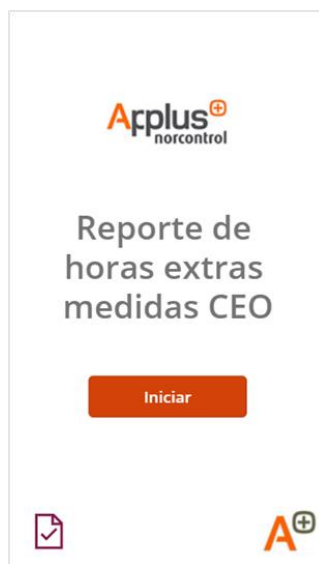 Applus+
norcontrol
Reporte de
horas extras
medidas CEO
Iniciar
A+